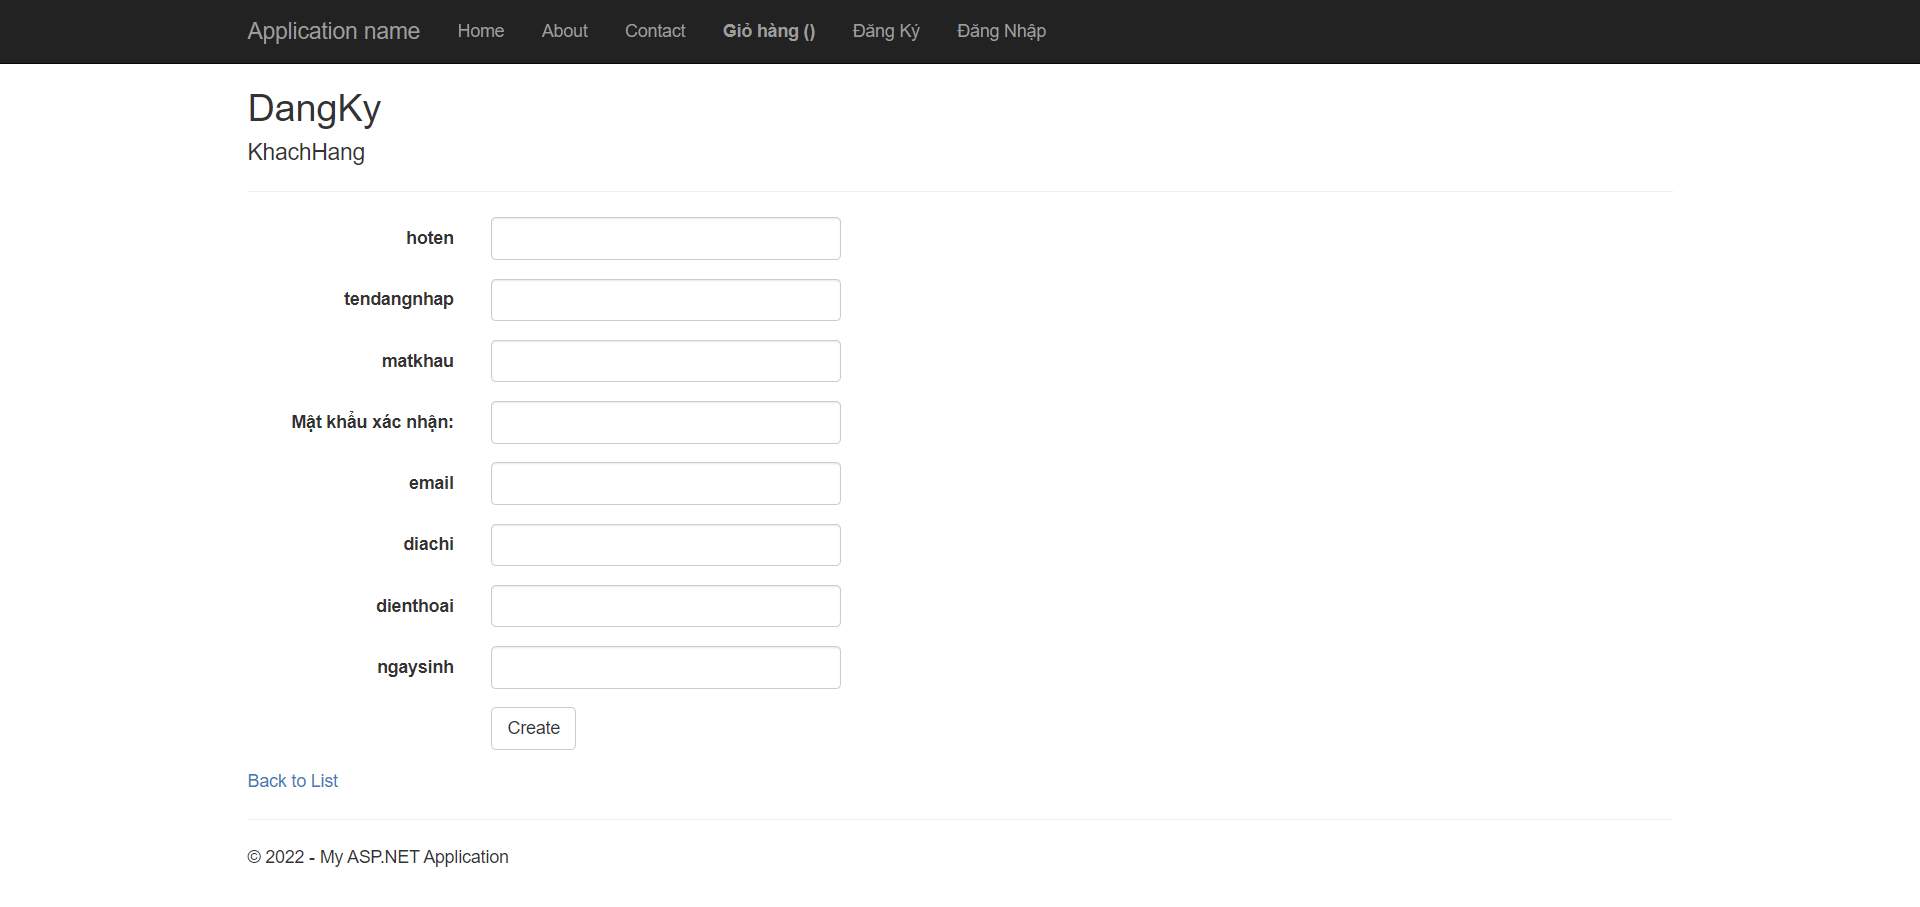 Application name Home About Contact Giỏ hàng () Đăng Ký Đăng Nhập
DangKy
KhachHang
hoten
tendangnhap
matkhau
Mật khẩu xác nhận:
email
diachi
dienthoai
ngaysinh
Create
Back to List
© 2022 - My ASP.NET Application